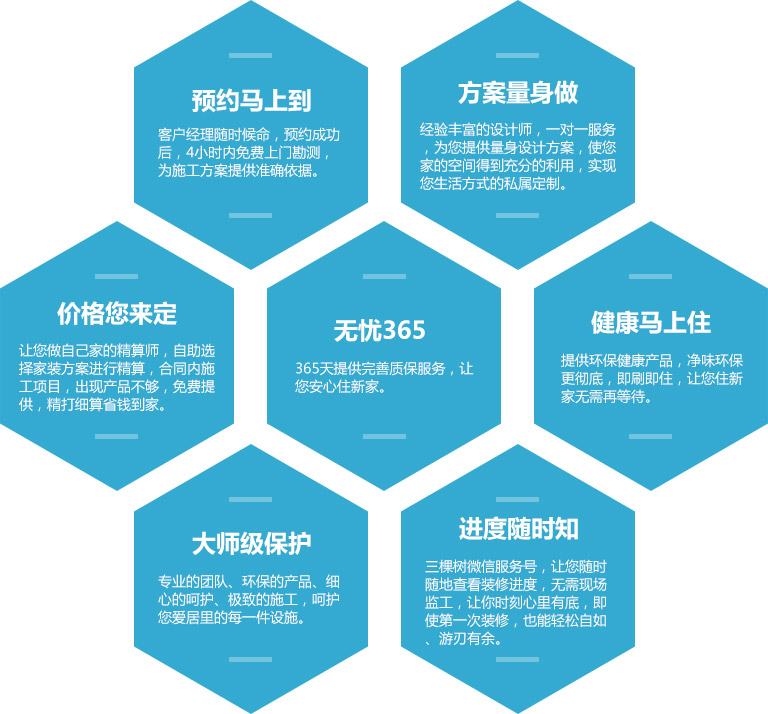 预约马上到
客户经理随时候命，预约成功
后，4小时内免费上门勘测，
为施工方案提供准确依据。
方案量身做
经验丰富的设计师，一对一服务
，为您提供量身设计方案，使您
家的空间得到充分的利用，实现
您生活方式的私属定制。
价格您来定
让您做自己家的精算师，自助选
择家装方案进行精算，合同内施
工项目，出现产品不够，免费提
供，精打细算省钱到家。
无忧365
365天提供完善质保服务，让
您安心住新家。
健康马上住
提供环保健康产品，净味环保
更彻底，即刷即住，让您住新
家无需再等待。
大师级保护
专业的团队、环保的产品、细
心的呵护、极致的施工，呵护
您爱居里的每一件设施。
进度随时知
三棵树微信服务号，让您随时
随地查看装修进度，无需现场
监工，让你时刻心里有底，即
使第一次装修，也能轻松自如
、游刃有余。